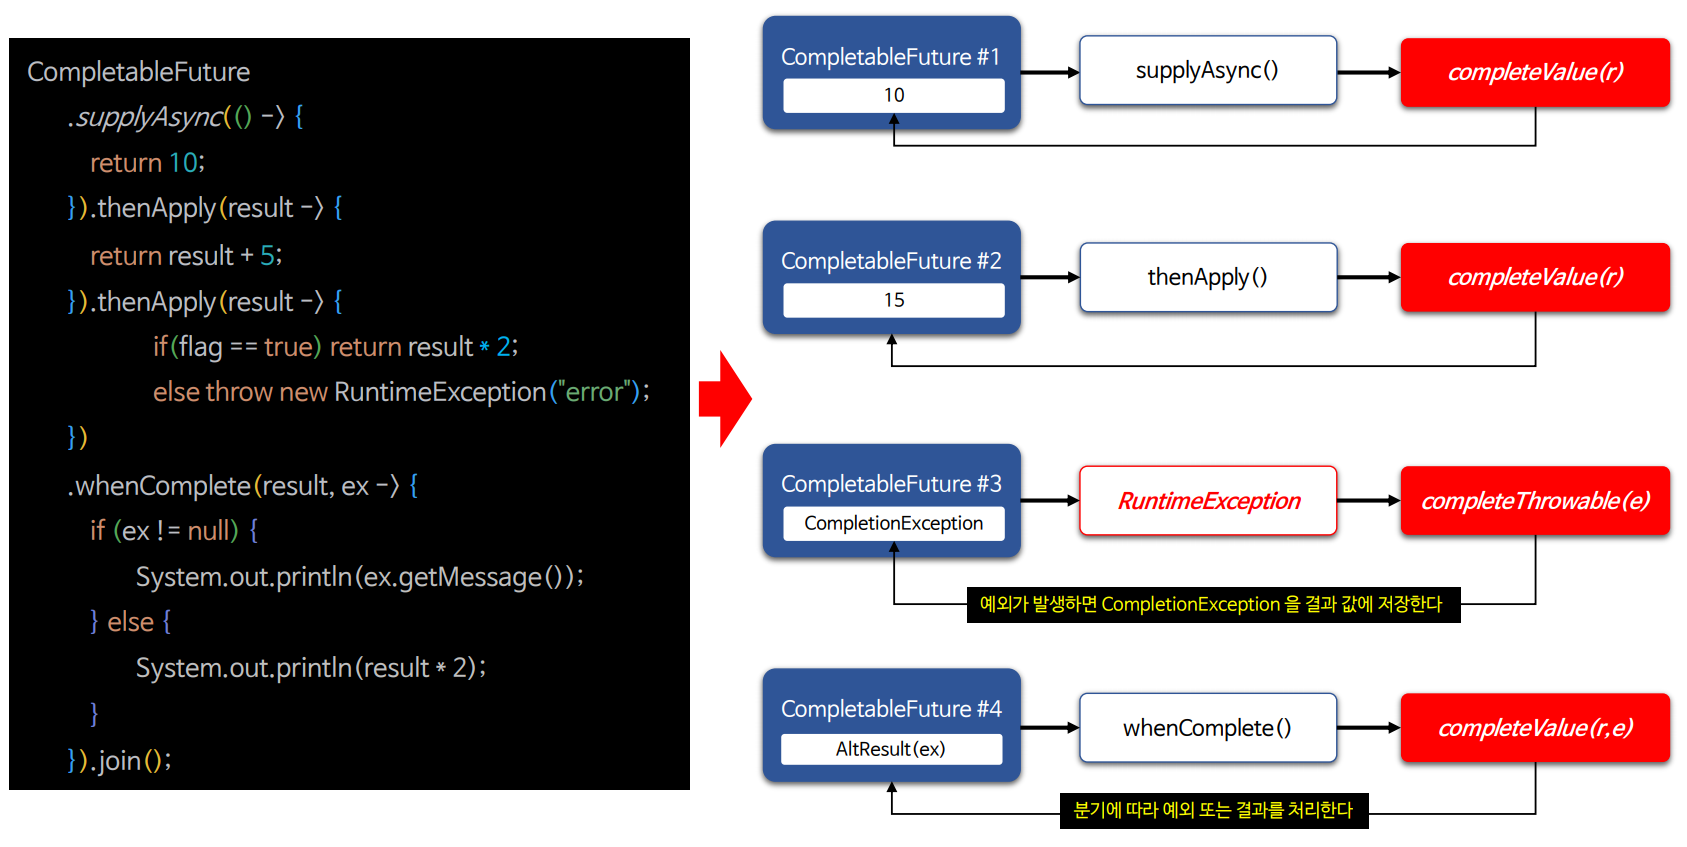 CompletableFuture
.supplyAsync(() -> {
return 10;
}).thenApply(result -> {
return result + 5;
}).thenApply(result -> {
if(flag == true) return result * 2;
else throw new RuntimeException("error");
})
.whenComplete(result, ex -> {
if (ex != null) {
System.out.println(ex.getMessage());
} else {
System.out.println(result * 2);
}
}).join();
CompletableFuture #1
10
supplyAsync()
completeValue(r)
CompletableFuture #2
15
thenApply()
completeValue(r)
CompletableFuture #3
CompletionException
RuntimeException
completeThrowable(e)
예외가 발생하면 CompletionException 을 결과 값에 저장한다
CompletableFuture #4
AltResult(ex)
whenComplete()
completeValue(r,e)
분기에 따라 예외 또는 결과를 처리한다